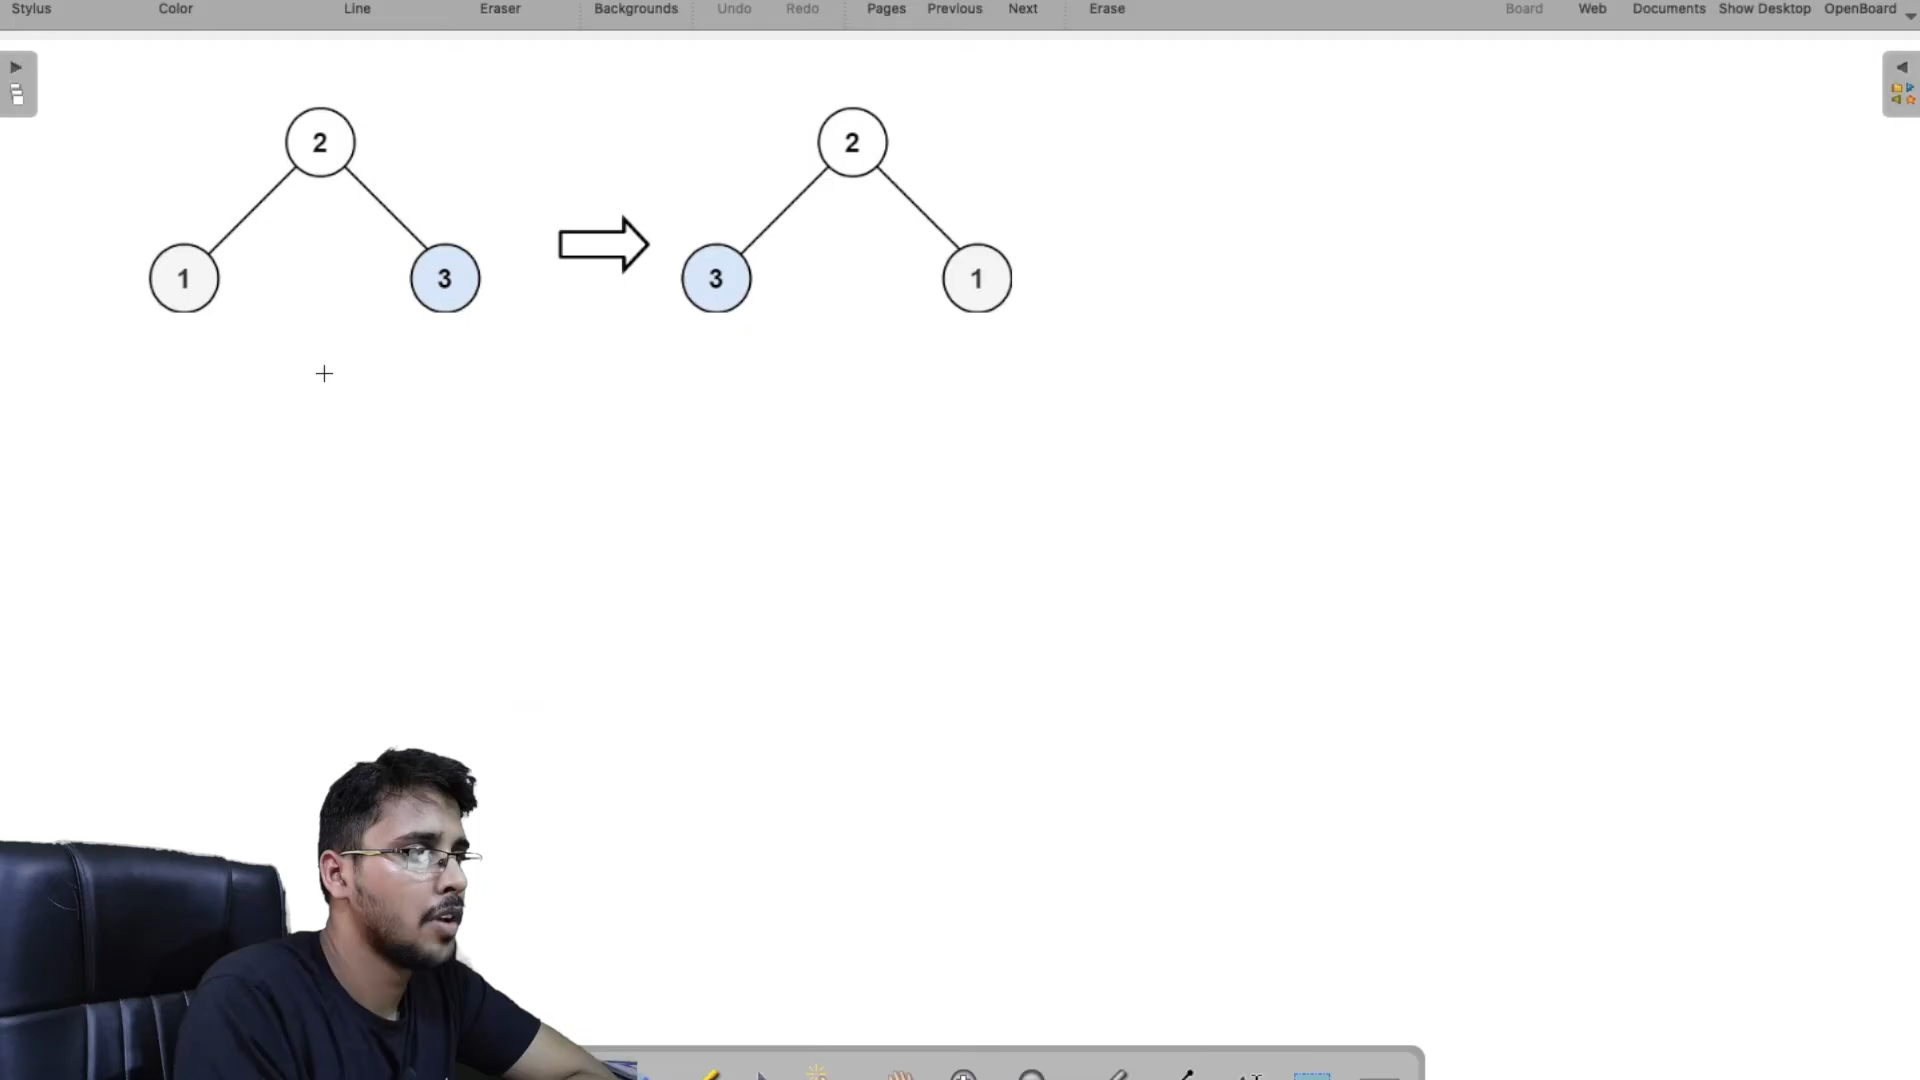 Stylus Color Line Eraser Backgrounds Undo Redo Pages Previous Next Erase Board Web Documents Show Desktop OpenBoard
2 2
1 3 3 1